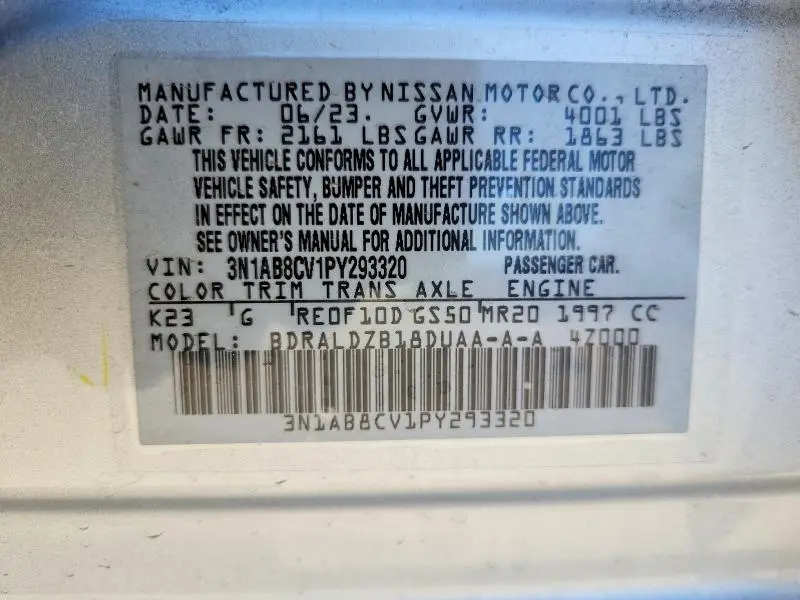 MANUFACTURED BY NISSAN MOTOR CO., LTD.
DATE: 06/23. GVWR: 4001 LBS
GAWR FR: 2161 LBS GAWR RR: 1863 LBS
THIS VEHICLE CONFORMS TO ALL APPLICABLE FEDERAL MOTOR
VEHICLE SAFETY, BUMPER AND THEFT PREVENTION STANDARDS
IN EFFECT ON THE DATE OF MANUFACTURE SHOWN ABOVE.
SEE OWNER'S MANUAL FOR ADDITIONAL INFORMATION.
VIN: 3N1AB8CV1PY293320 PASSENGER CAR.
COLOR TRIM TRANS AXLE ENGINE
K23 G RE0F10D GS50 MR20 1997 CC
MODEL: BDRALDZB18DUAA-A-A 4Z000
3N1AB8CV1PY293320